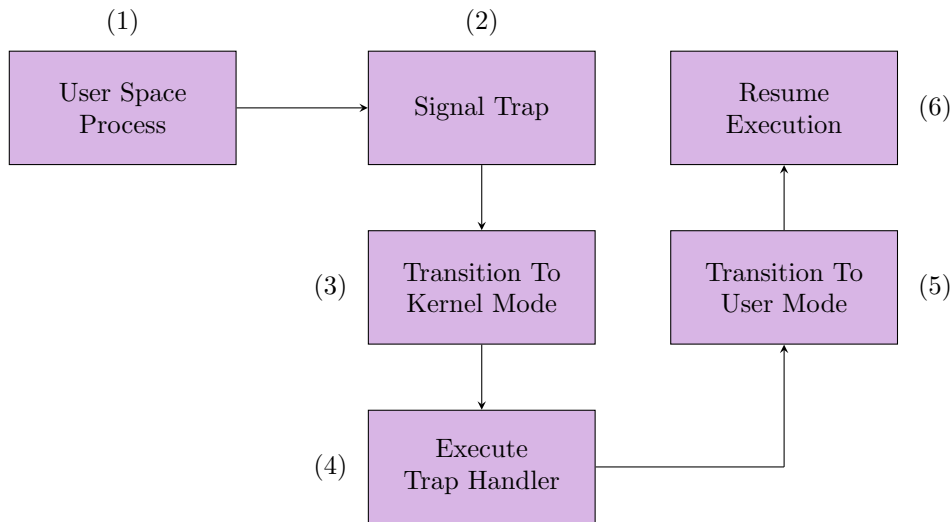 (1)
User Space
Process
(2)
Signal Trap
(3)
Transition To
Kernel Mode
(4)
Execute
Trap Handler
(5)
Transition To
User Mode
(6)
Resume
Execution